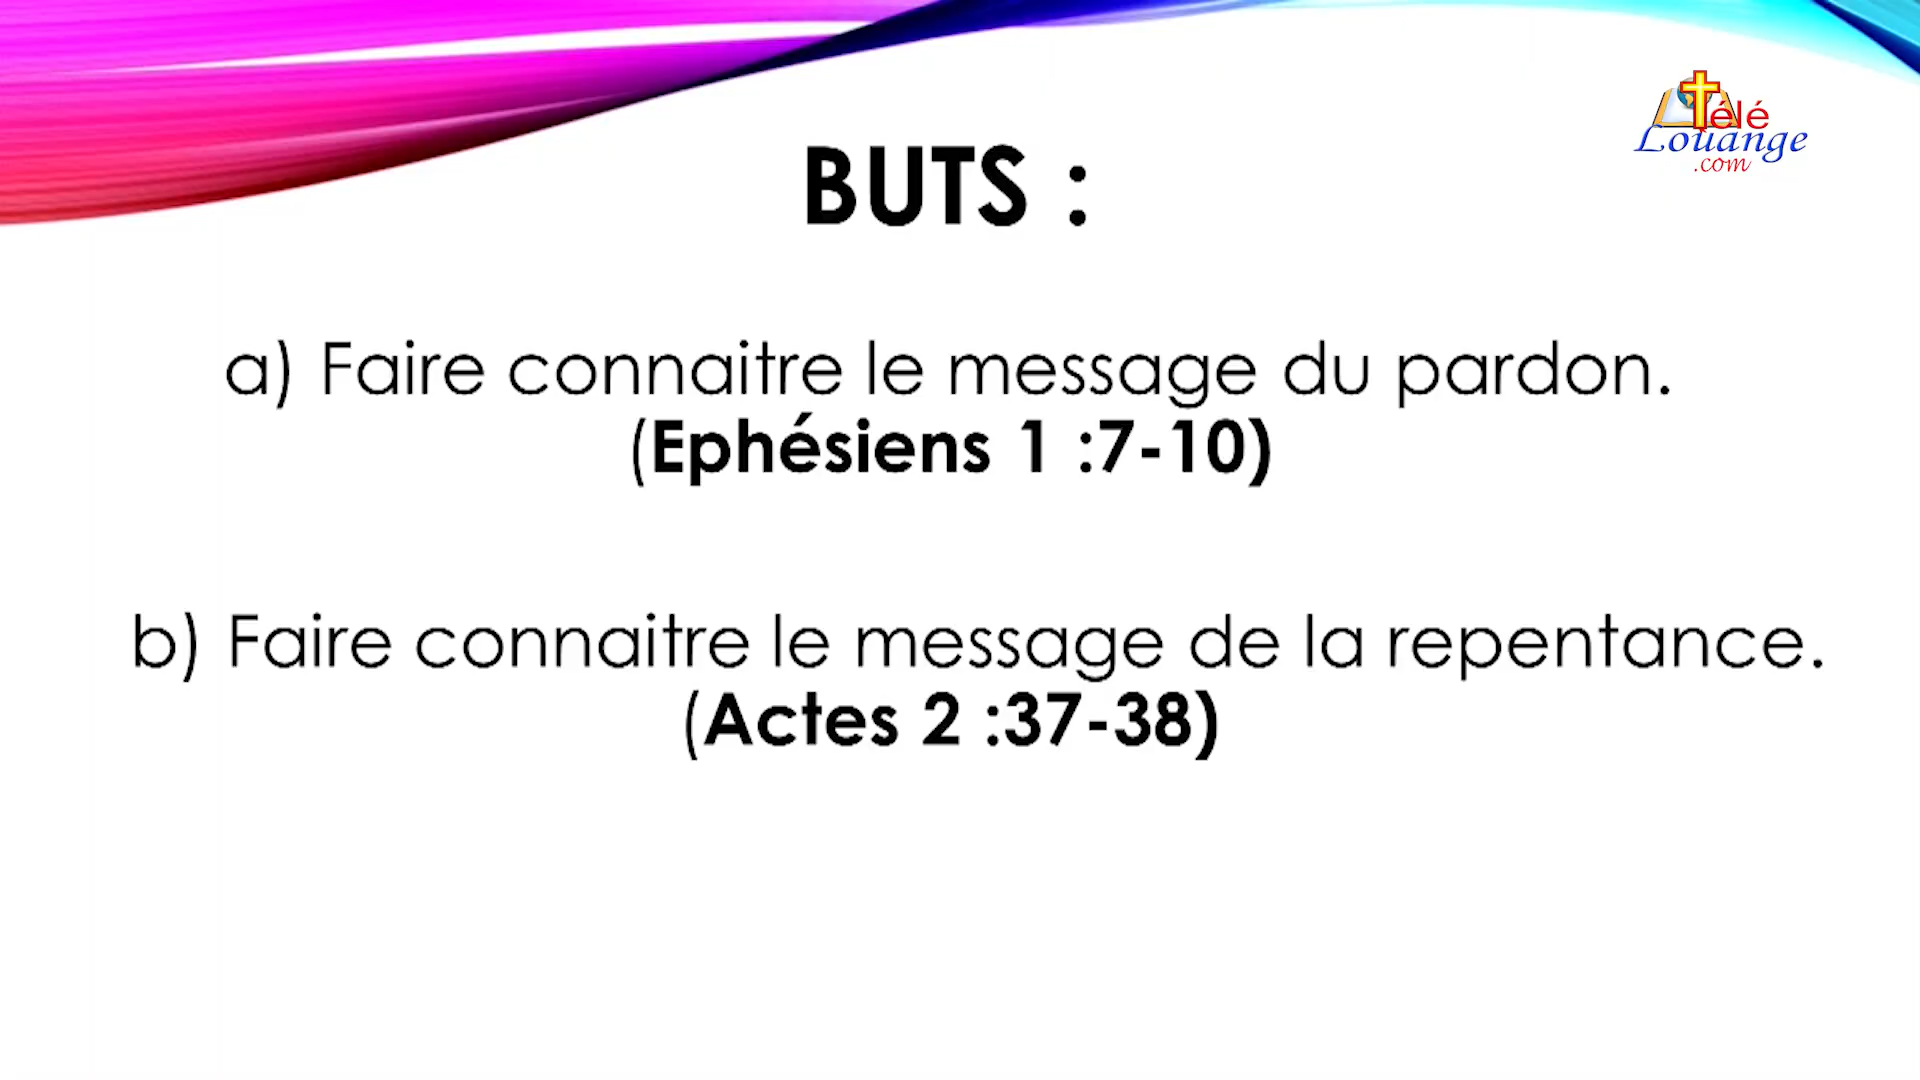 Télé
Louange
.com
BUTS :
a) Faire connaitre le message du pardon.
(Ephésiens 1 :7-10)
b) Faire connaitre le message de la repentance.
(Actes 2 :37-38)